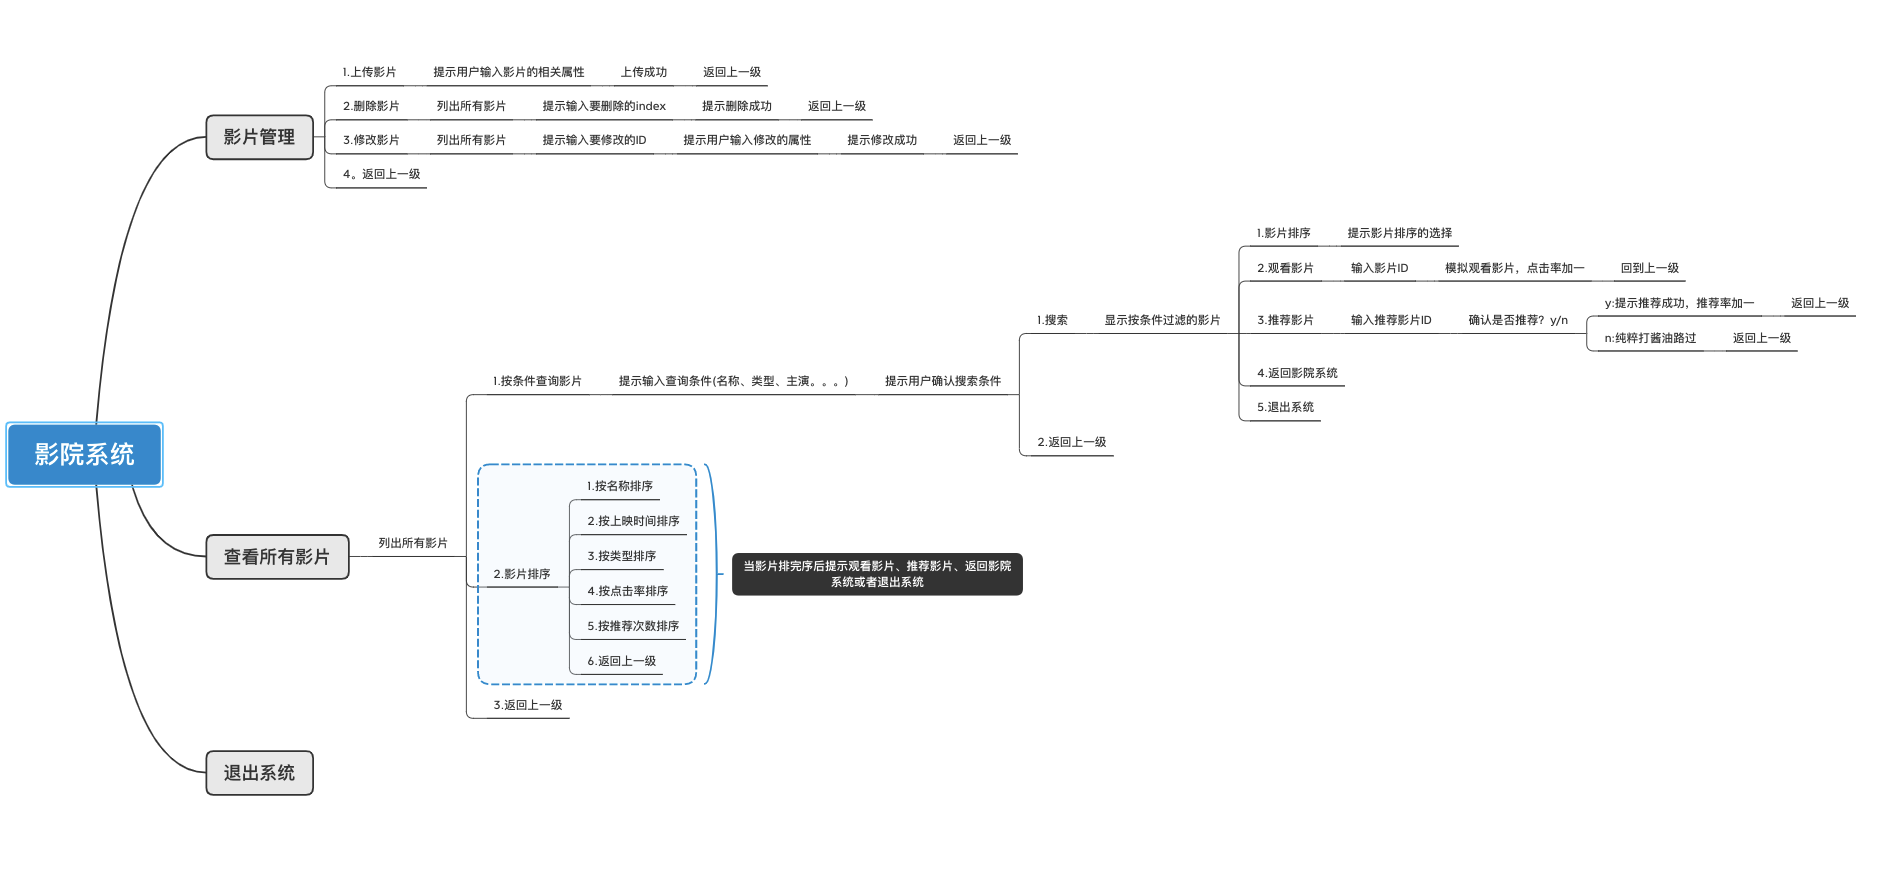 影院系统
影片管理
1.上传影片
提示用户输入影片的相关属性
上传成功
返回上一级
2.删除影片
列出所有影片
提示输入要删除的index
提示删除成功
返回上一级
3.修改影片
列出所有影片
提示输入要修改的ID
提示用户输入修改的属性
提示修改成功
返回上一级
4。返回上一级
查看所有影片
列出所有影片
1.按条件查询影片
提示输入查询条件(名称、类型、主演。。。)
提示用户确认搜索条件
1.搜索
显示按条件过滤的影片
1.影片排序
提示影片排序的选择
2.观看影片
输入影片ID
模拟观看影片，点击率加一
回到上一级
3.推荐影片
输入推荐影片ID
确认是否推荐？y/n
y:提示推荐成功，推荐率加一
返回上一级
n:纯粹打酱油路过
返回上一级
4.返回影院系统
5.退出系统
2.返回上一级
2.影片排序
1.按名称排序
2.按上映时间排序
3.按类型排序
4.按点击率排序
5.按推荐次数排序
6.返回上一级
当影片排完序后提示观看影片、推荐影片、返回影院
系统或者退出系统
3.返回上一级
退出系统